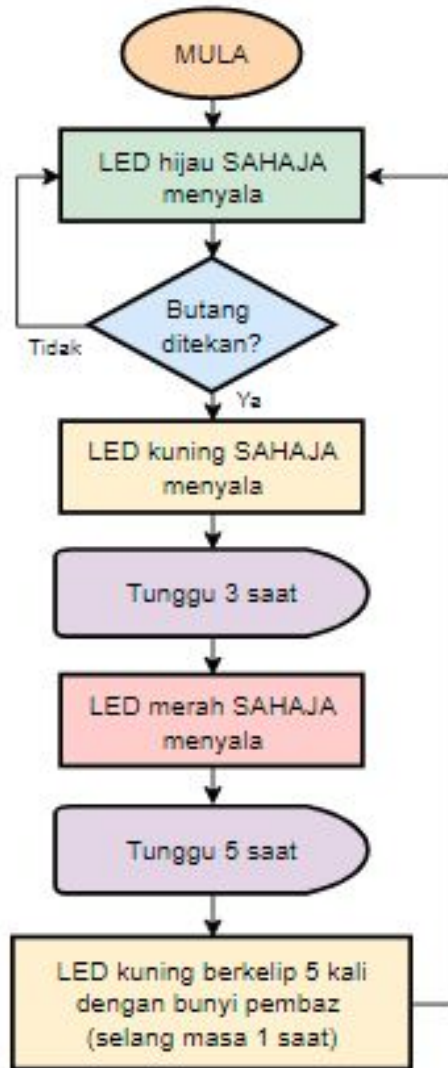 MULA
LED hijau SAHAJA
menyala
Butang
ditekan?
Tidak
Ya
LED kuning SAHAJA
menyala
Tunggu 3 saat
LED merah SAHAJA
menyala
Tunggu 5 saat
LED kuning berkelip 5 kali
dengan bunyi pembaz
(selang masa 1 saat)